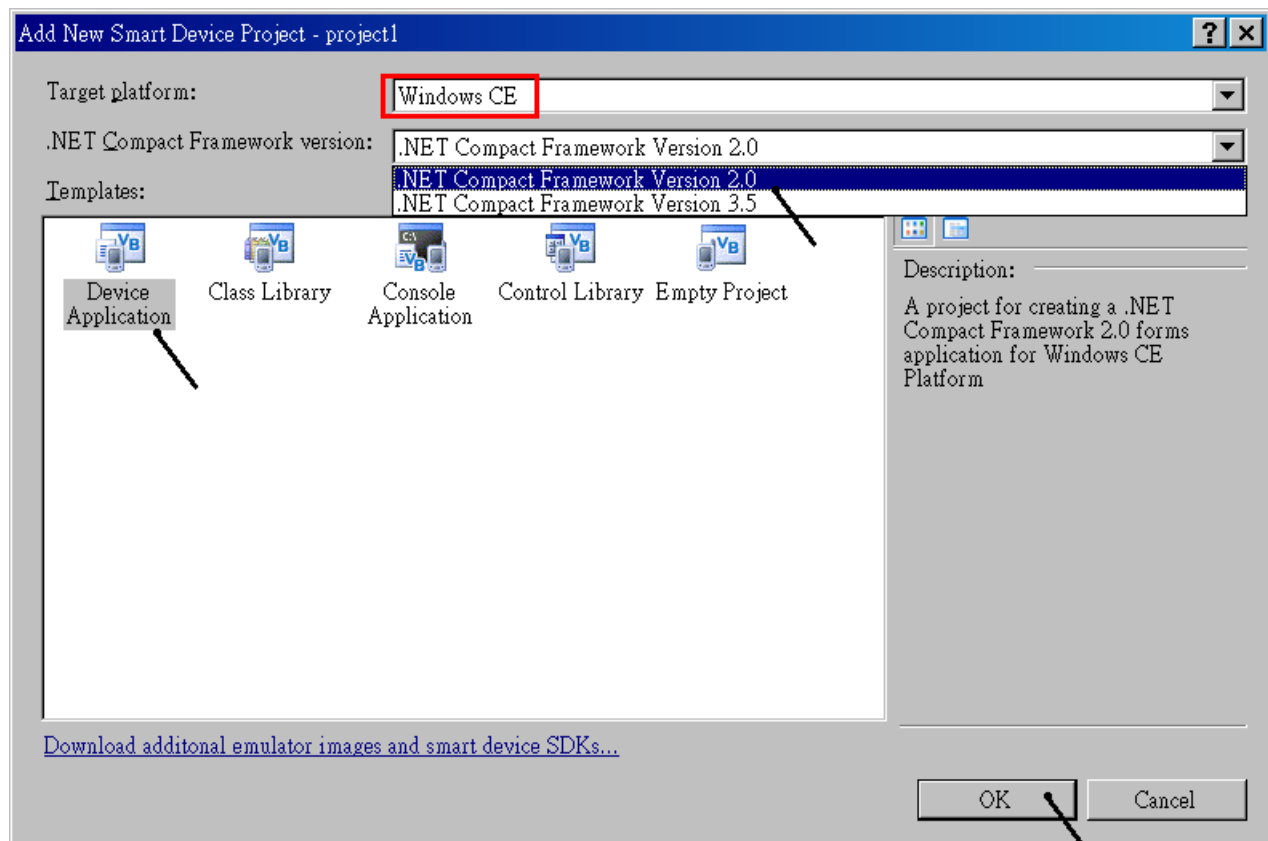 Add New Smart Device Project - project1
Target platform:
Windows CE
.NET Compact Framework version:
.NET Compact Framework Version 2.0
.NET Compact Framework Version 2.0
.NET Compact Framework Version 3.5
Templates:
Device
Application
Class Library
Console
Application
Control Library
Empty Project
Description:
A project for creating a .NET
Compact Framework 2.0 forms
application for Windows CE
Platform
Download additonal emulator images and smart device SDKs...
OK
Cancel